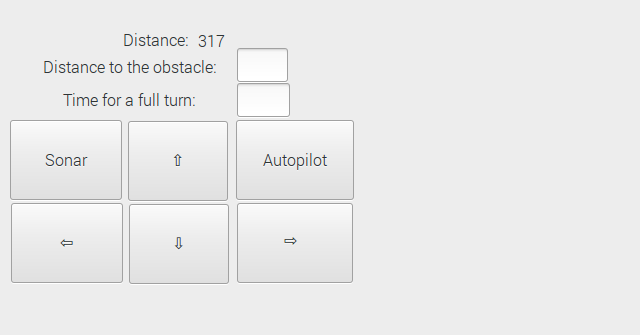 Distance: 317
Distance to the obstacle:
Time for a full turn:
Sonar ⇧ Autopilot
⇦ ⇩ ⇨